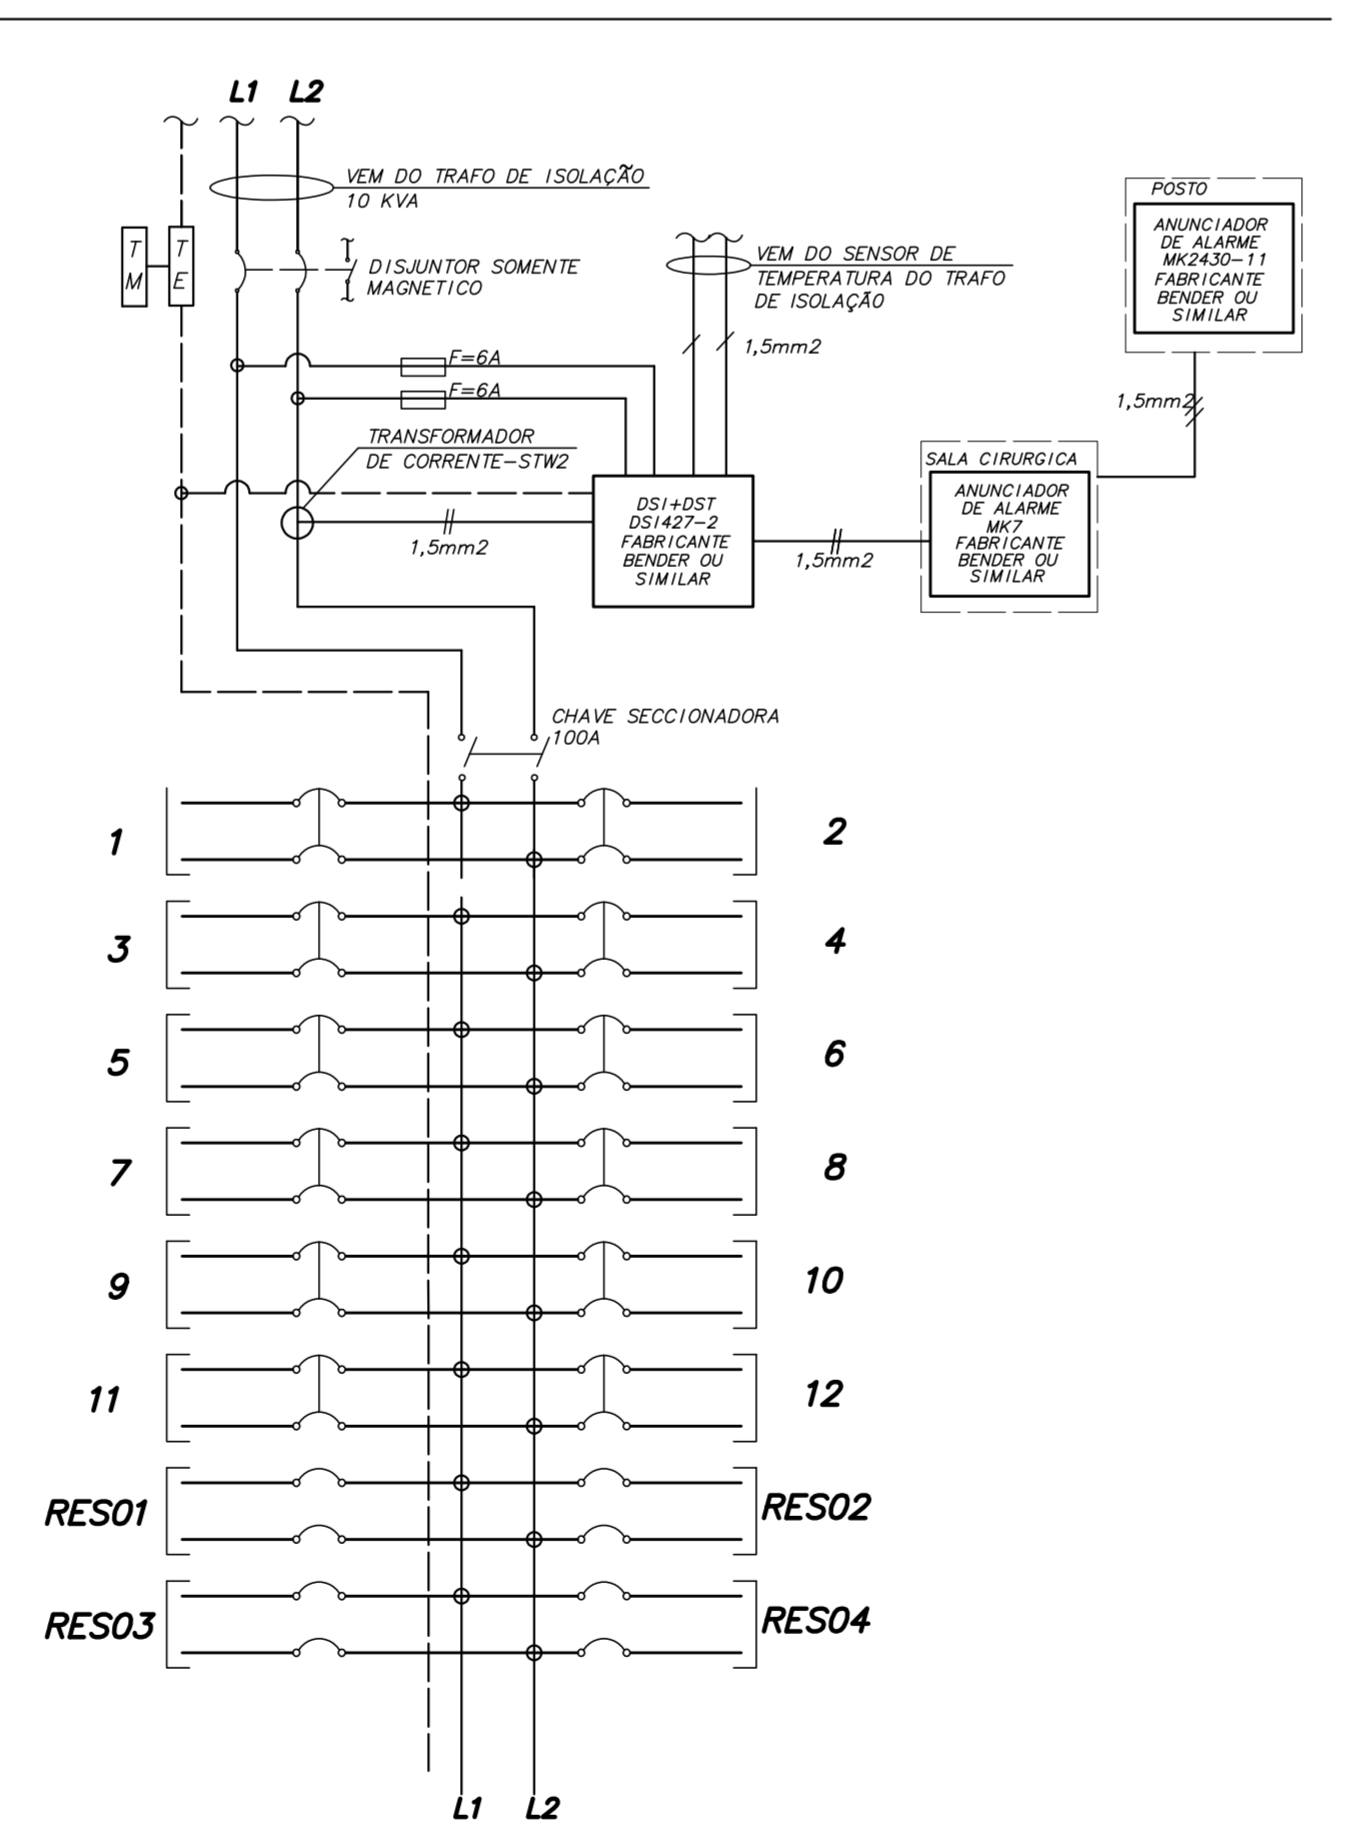 L1 L2
VEM DO TRAFO DE ISOLAÇÃO
10 KVA
T
M
T
E
DISJUNTOR SOMENTE
MAGNETICO
VEM DO SENSOR DE
TEMPERATURA DO TRAFO
DE ISOLAÇÃO
1,5mm2
POSTO
ANUNCIADOR
DE ALARME
MK2430-11
FABRICANTE
BENDER OU
SIMILAR
1,5mm2
F=6A
F=6A
TRANSFORMADOR
DE CORRENTE-STW2
1,5mm2
DSI+DST
DSI427-2
FABRICANTE
BENDER OU
SIMILAR
1,5mm2
SALA CIRURGICA
ANUNCIADOR
DE ALARME
MK7
FABRICANTE
BENDER OU
SIMILAR
CHAVE SECCIONADORA
100A
1 2
3 4
5 6
7 8
9 10
11 12
RES01 RES02
RES03 RES04
L1 L2